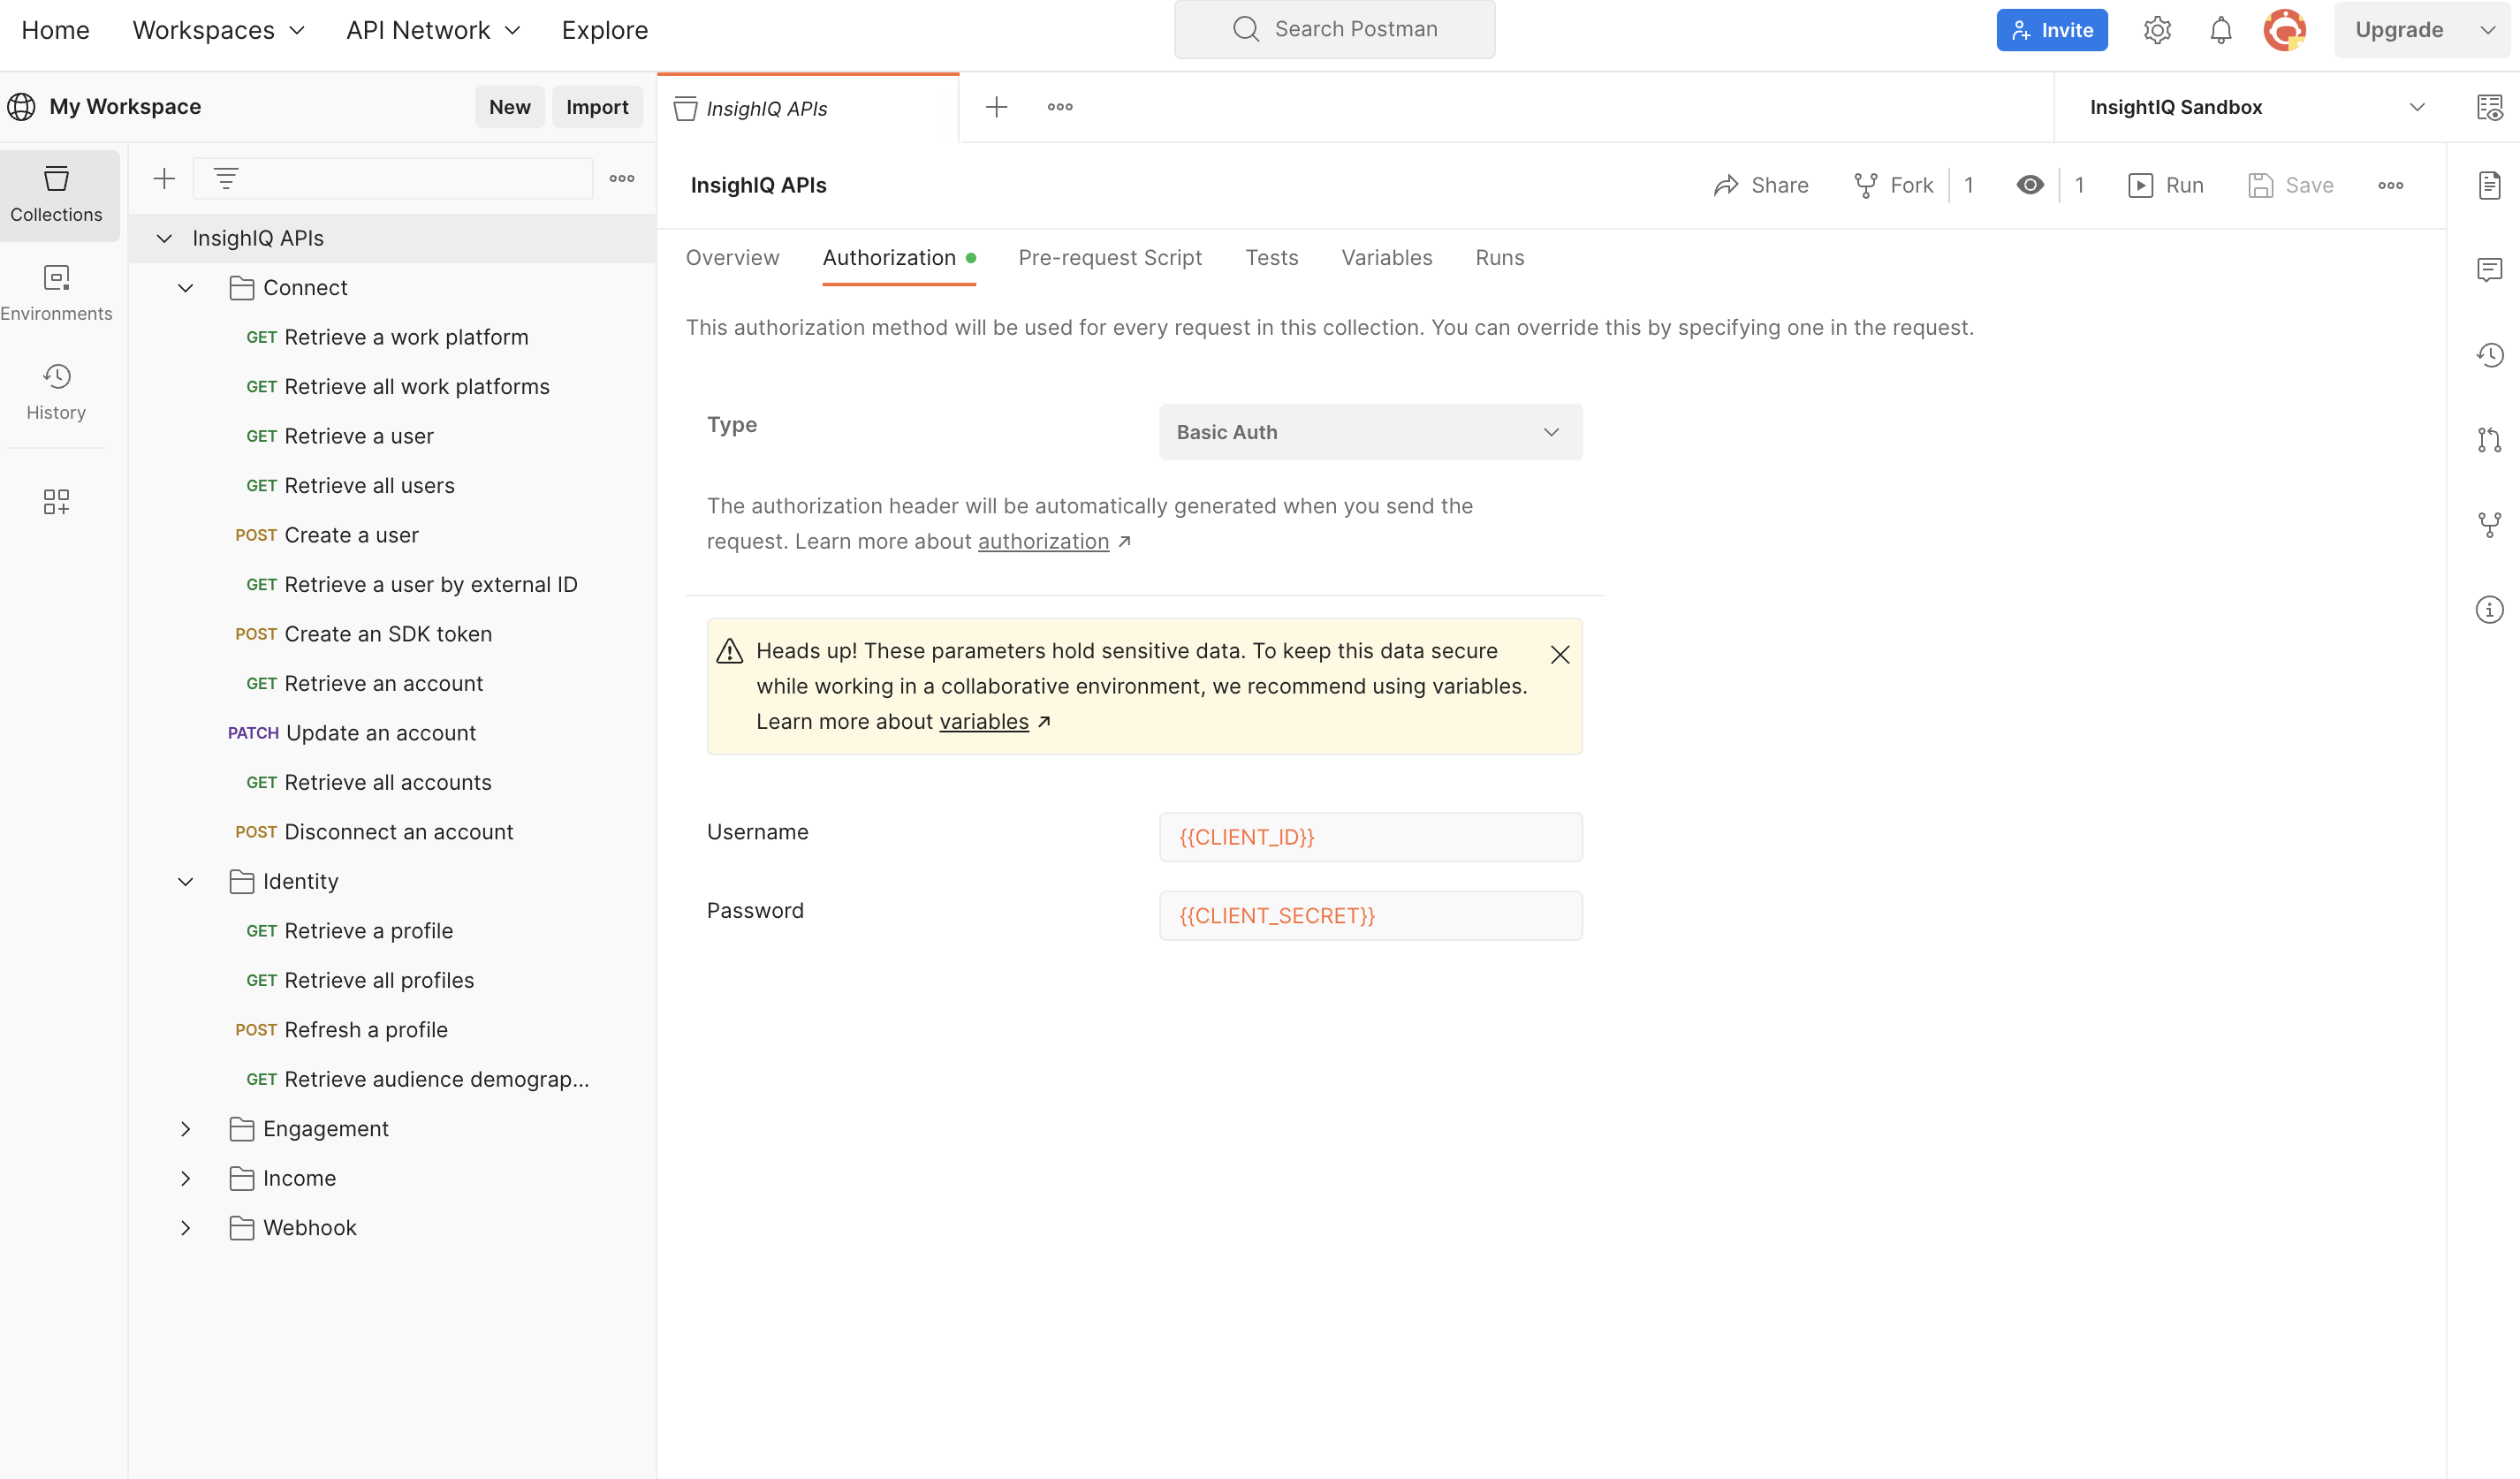 Home Workspaces API Network Explore Search Postman Invite Upgrade
My Workspace New Import InsighIQ APIs InsightIQ Sandbox
Collections
Environments
History
InsighIQ APIs
Connect
GET Retrieve a work platform
GET Retrieve all work platforms
GET Retrieve a user
GET Retrieve all users
POST Create a user
GET Retrieve a user by external ID
POST Create an SDK token
GET Retrieve an account
PATCH Update an account
GET Retrieve all accounts
POST Disconnect an account
Identity
GET Retrieve a profile
GET Retrieve all profiles
POST Refresh a profile
GET Retrieve audience demograp...
Engagement
Income
Webhook
InsighIQ APIs Share Fork 1 1 Run Save
Overview Authorization Pre-request Script Tests Variables Runs
This authorization method will be used for every request in this collection. You can override this by specifying one in the request.
Type Basic Auth
The authorization header will be automatically generated when you send the
request. Learn more about authorization ↗
Heads up! These parameters hold sensitive data. To keep this data secure
while working in a collaborative environment, we recommend using variables.
Learn more about variables ↗
Username {{CLIENT_ID}}
Password {{CLIENT_SECRET}}